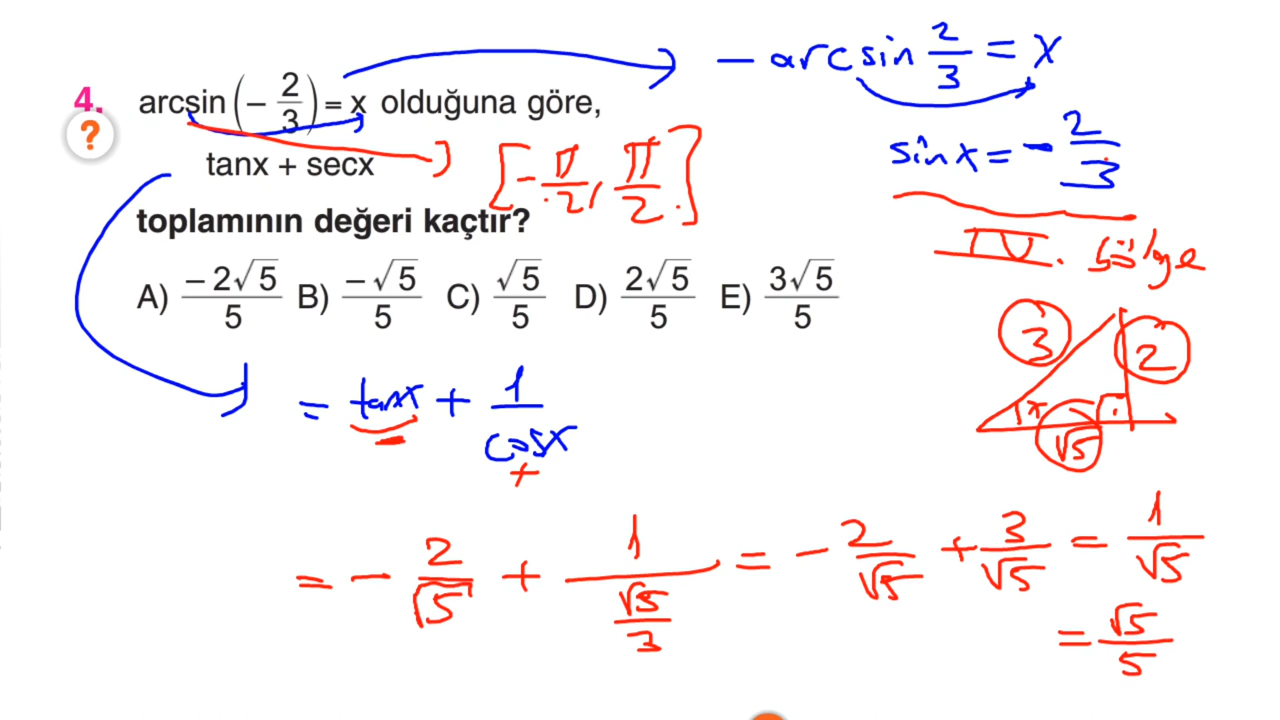 4. arcsin(− 2/3) = x olduğuna göre,
?
tanx + secx
toplamının değeri kaçtır?
A) −2√5/5 B) −√5/5 C) √5/5 D) 2√5/5 E) 3√5/5
− arcsin 2/3 = x
sinx = − 2/3
[−π/2, π/2]
IV. bölge
3
2
x
√5
= tanx + 1/cosx
− +
= − 2/√5 + 1/(√5/3) = − 2/√5 + 3/√5 = 1/√5
= √5/5